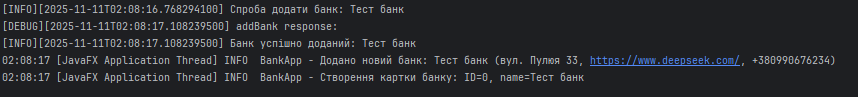 [INFO][2025-11-11T02:08:16.768294100] Спроба додати банк: Тест банк
[DEBUG][2025-11-11T02:08:17.108239500] addBank response:
[INFO][2025-11-11T02:08:17.108239500] Банк успішно доданий: Тест банк
02:08:17 [JavaFX Application Thread] INFO  BankApp - Додано новий банк: Тест банк (вул. Пулюя 33, https://www.deepseek.com/, +380990676234)
02:08:17 [JavaFX Application Thread] INFO  BankApp - Створення картки банку: ID=0, name=Тест банк